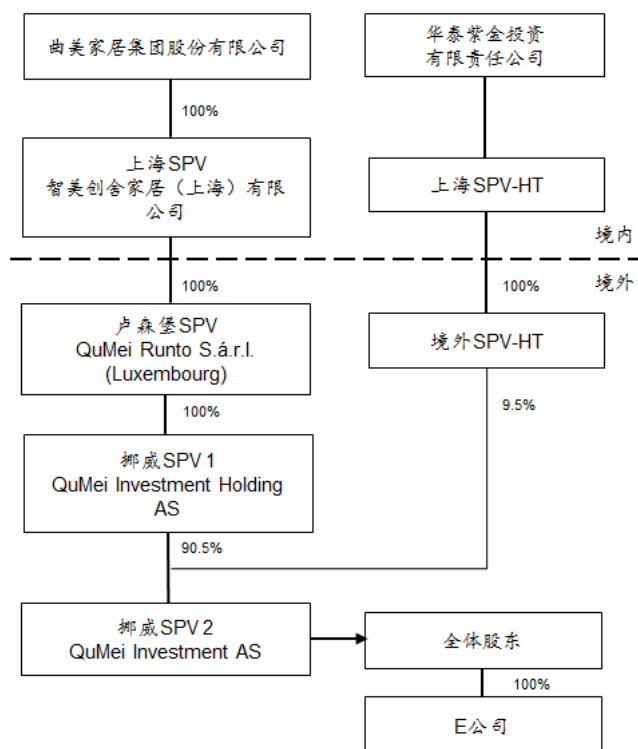 曲美家居集团股份有限公司
华泰紫金投资
有限责任公司
100%
上海SPV
智美创舍家居（上海）有限
公司
上海SPV-HT
境内
境外
100%
100%
卢森堡SPV
QuMei Runto S.á.r.l.
(Luxembourg)
境外SPV-HT
100%
9.5%
挪威SPV 1
QuMei Investment Holding
AS
90.5%
挪威SPV 2
QuMei Investment AS
全体股东
100%
E公司